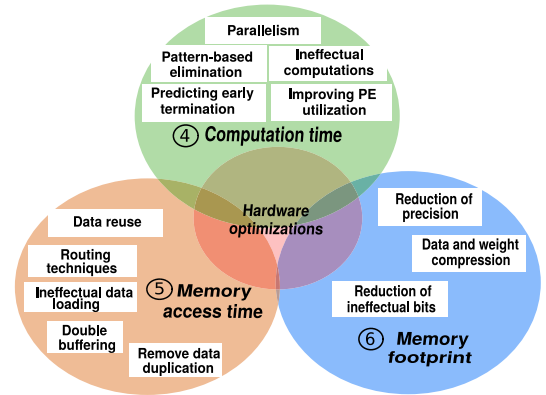 Parallelism
Pattern-based
elimination
Ineffectual
computations
Predicting early
termination
Improving PE
utilization
④ Computation time
Hardware
optimizations
Data reuse
Routing
techniques
Ineffectual data
loading
Double
buffering
Remove data
duplication
⑤ Memory
access time
Reduction of
precision
Data and weight
compression
Reduction of
ineffectual bits
⑥ Memory
footprint